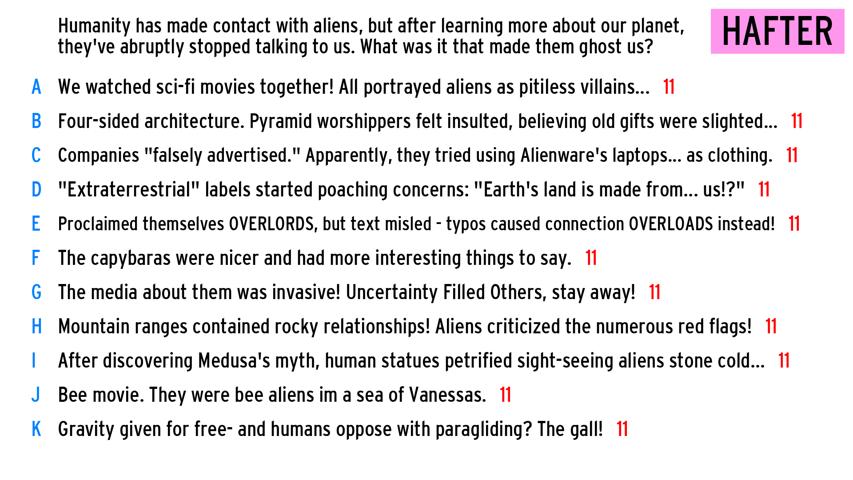 Humanity has made contact with aliens, but after learning more about our planet,
they've abruptly stopped talking to us. What was it that made them ghost us?
HAFTER
A We watched sci-fi movies together! All portrayed aliens as pitiless villains... 11
B Four-sided architecture. Pyramid worshippers felt insulted, believing old gifts were slighted... 11
C Companies "falsely advertised." Apparently, they tried using Alienware's laptops... as clothing. 11
D "Extraterrestrial" labels started poaching concerns: "Earth's land is made from... us!?" 11
E Proclaimed themselves OVERLORDS, but text misled - typos caused connection OVERLOADS instead! 11
F The capybaras were nicer and had more interesting things to say. 11
G The media about them was invasive! Uncertainty Filled Others, stay away! 11
H Mountain ranges contained rocky relationships! Aliens criticized the numerous red flags! 11
I After discovering Medusa's myth, human statues petrified sight-seeing aliens stone cold... 11
J Bee movie. They were bee aliens im a sea of Vanessas. 11
K Gravity given for free- and humans oppose with paragliding? The gall! 11